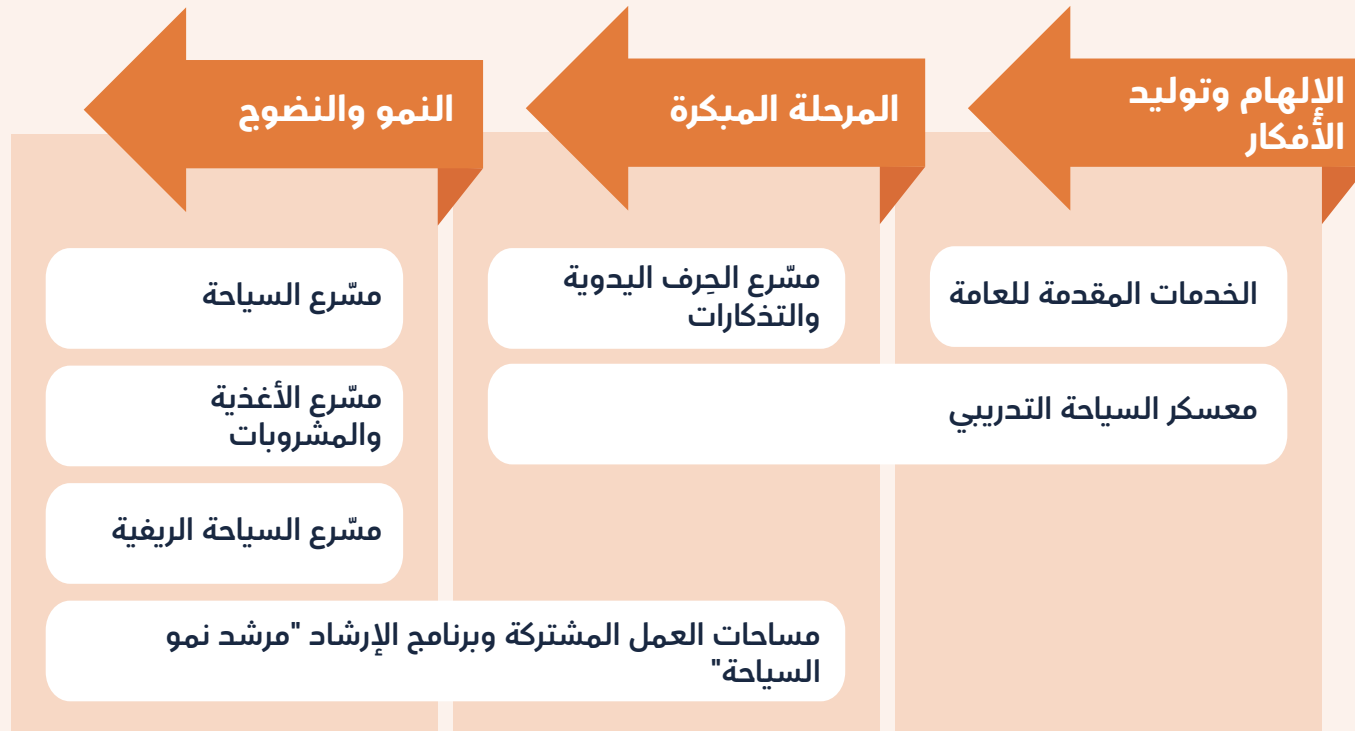 الإلهام وتوليد
الأفكار
المرحلة المبكرة
النمو والنضوج
الخدمات المقدمة للعامة
مسّرع الحِرف اليدوية
والتذكارات
مسّرع السياحة
معسكر السياحة التدريبي
مسّرع الأغذية
والمشروبات
مسّرع السياحة الريفية
مساحات العمل المشتركة وبرنامج الإرشاد "مرشد نمو
السياحة"